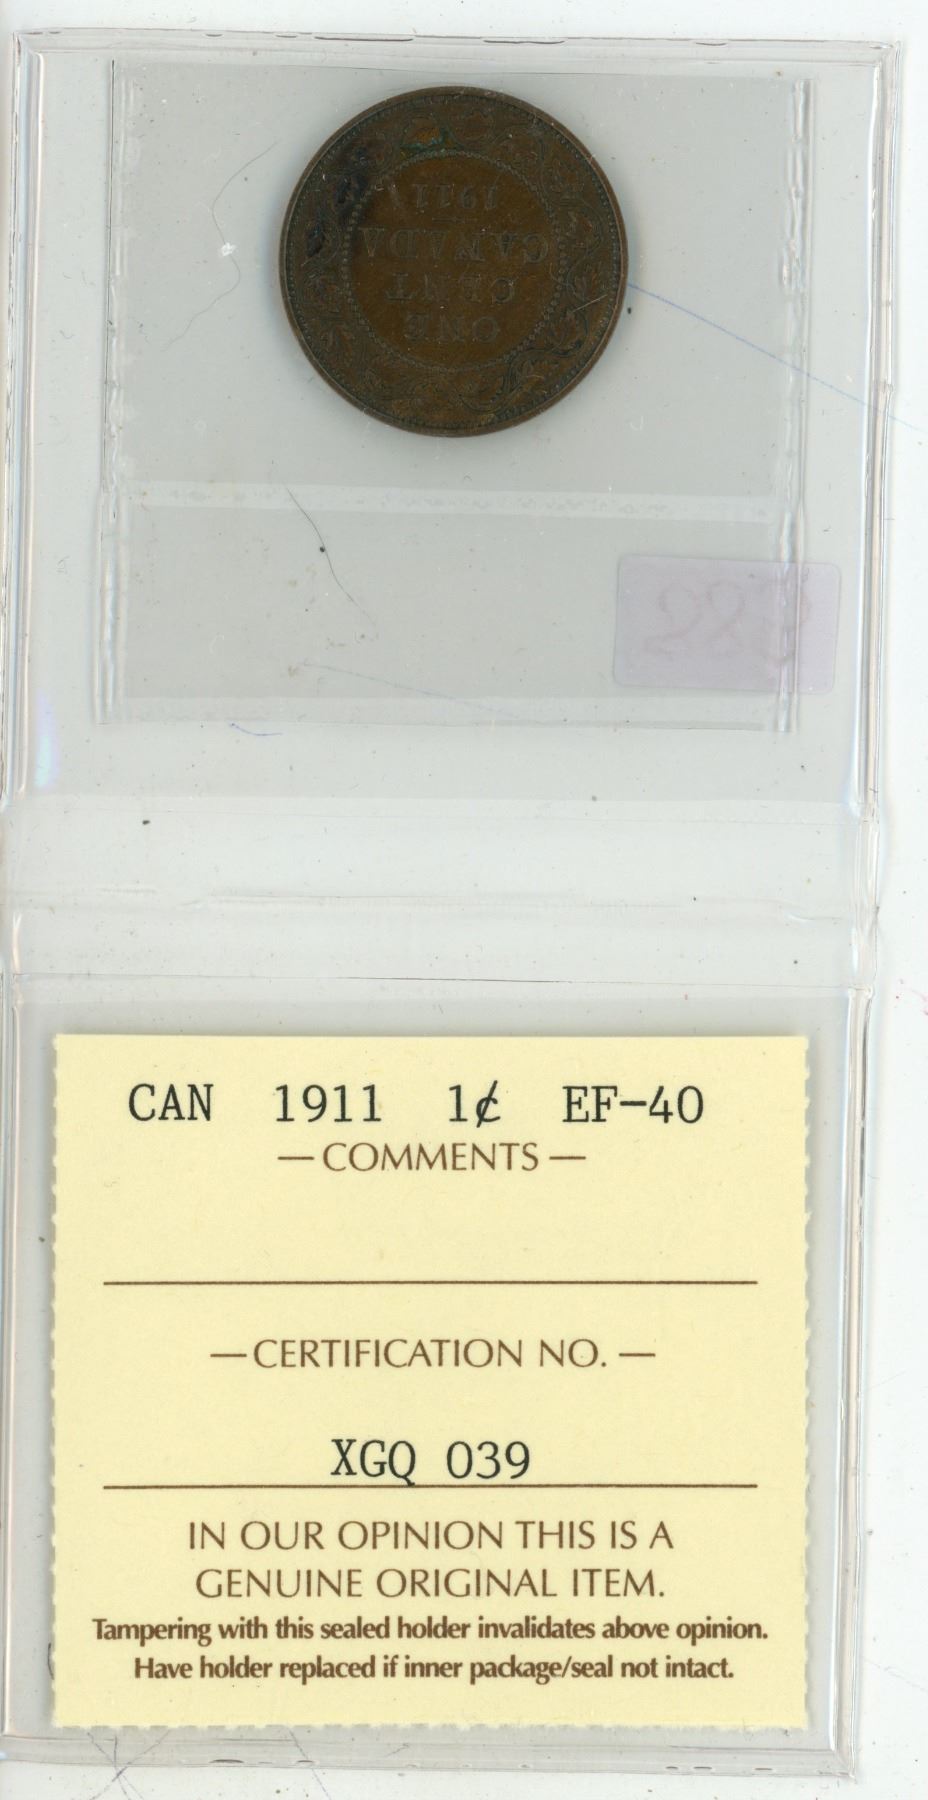 ONE
CENT
CANADA
1911
CAN 1911 1¢ EF-40
— COMMENTS —
— CERTIFICATION NO. —
XGQ 039
IN OUR OPINION THIS IS A
GENUINE ORIGINAL ITEM.
Tampering with this sealed holder invalidates above opinion.
Have holder replaced if inner package/seal not intact.